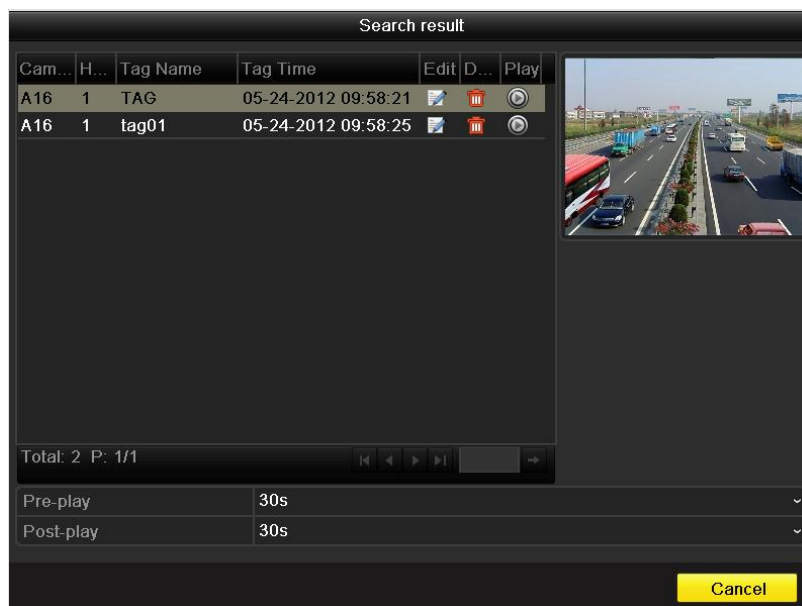 Search result
Cam... H... Tag Name Tag Time Edit D... Play
A16 1 TAG 05-24-2012 09:58:21
A16 1 tag01 05-24-2012 09:58:25
Total: 2 P: 1/1
Pre-play 30s
Post-play 30s
Cancel